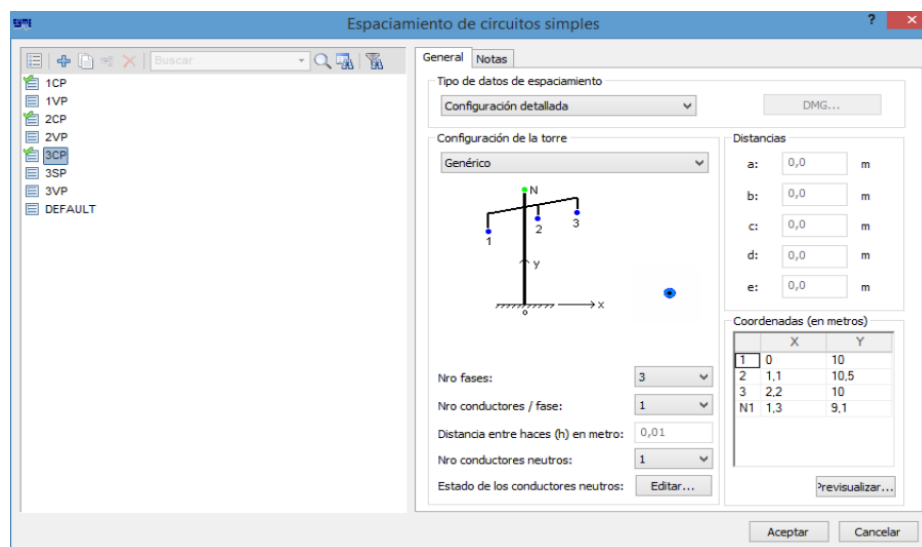 Espaciamiento de circuitos simples
?
Buscar
1CP
1VP
2CP
2VP
3CP
3SP
3VP
DEFAULT
General Notas
Tipo de datos de espaciamiento
Configuración detallada
DMG...
Configuración de la torre
Genérico
N
1 2 3
y
x
o
Nro fases: 3
Nro conductores / fase: 1
Distancia entre haces (h) en metro: 0,01
Nro conductores neutros: 1
Estado de los conductores neutros: Editar...
Distancias
a: 0,0 m
b: 0,0 m
c: 0,0 m
d: 0,0 m
e: 0,0 m
Coordenadas (en metros)
X Y
1 0 10
2 1,1 10,5
3 2,2 10
N1 1,3 9,1
Previsualizar...
Aceptar Cancelar